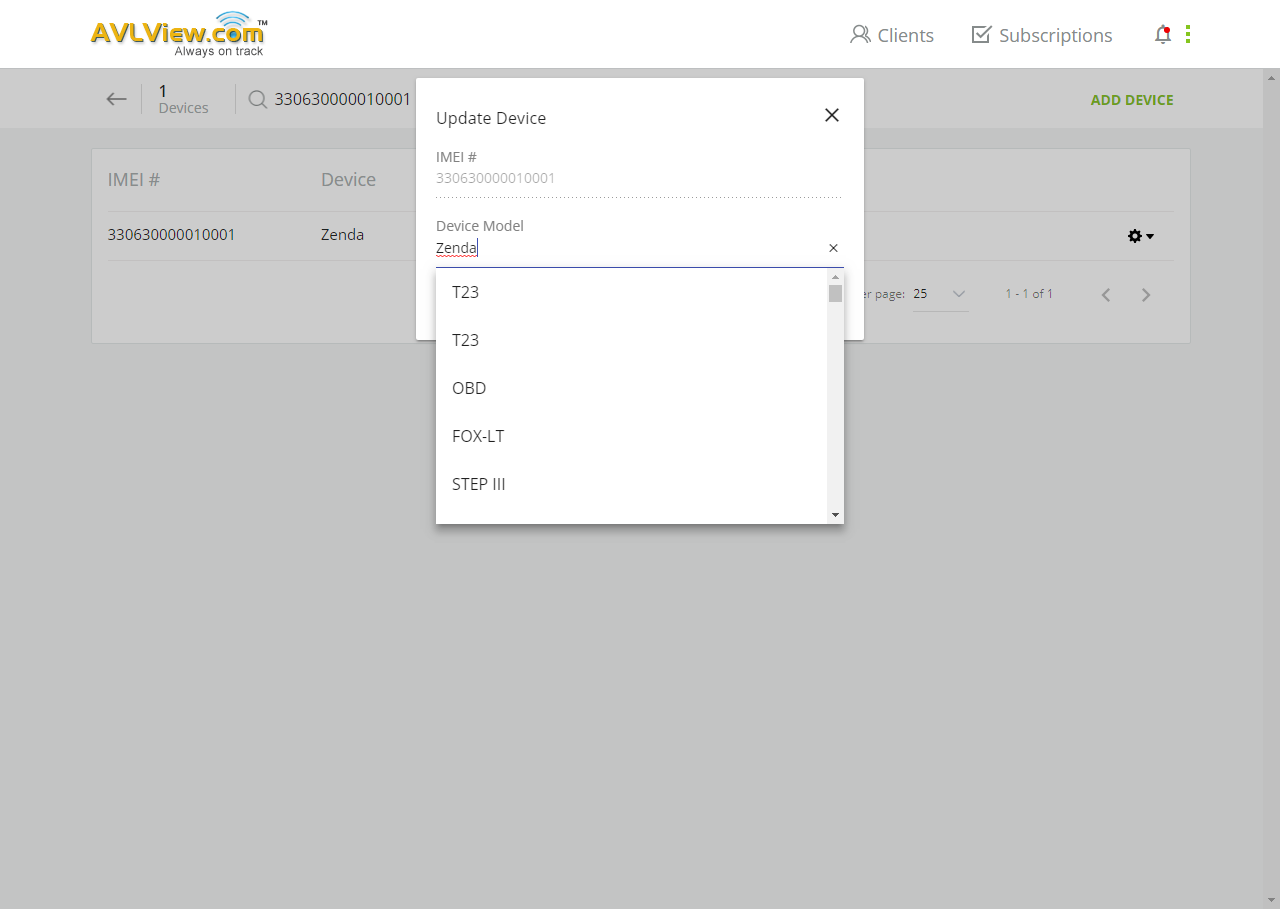 AVLView.com™
Always on track
Clients
Subscriptions
1
Devices
330630000010001
ADD DEVICE
IMEI #
Device
330630000010001
Zenda
er page:
25
1 - 1 of 1
Update Device
IMEI #
330630000010001
Device Model
Zenda
T23
T23
OBD
FOX-LT
STEP III